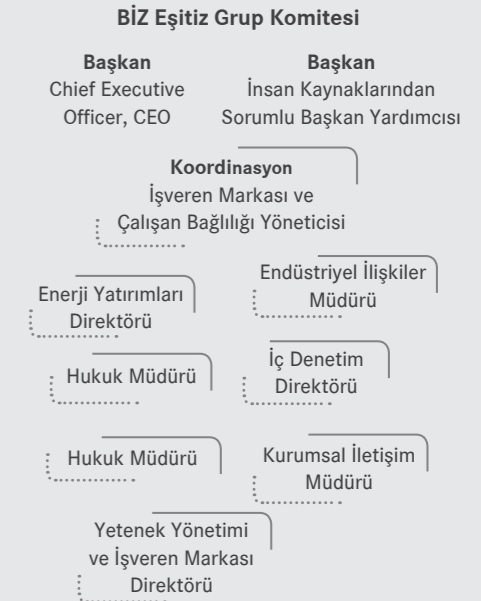 BİZ Eşitiz Grup Komitesi
Başkan
Chief Executive
Officer, CEO
Başkan
İnsan Kaynaklarından
Sorumlu Başkan Yardımcısı
Koordinasyon
İşveren Markası ve
Çalışan Bağlılığı Yöneticisi
Enerji Yatırımları
Direktörü
Endüstriyel İlişkiler
Müdürü
Hukuk Müdürü
İç Denetim
Direktörü
Hukuk Müdürü
Kurumsal İletişim
Müdürü
Yetenek Yönetimi
ve İşveren Markası
Direktörü